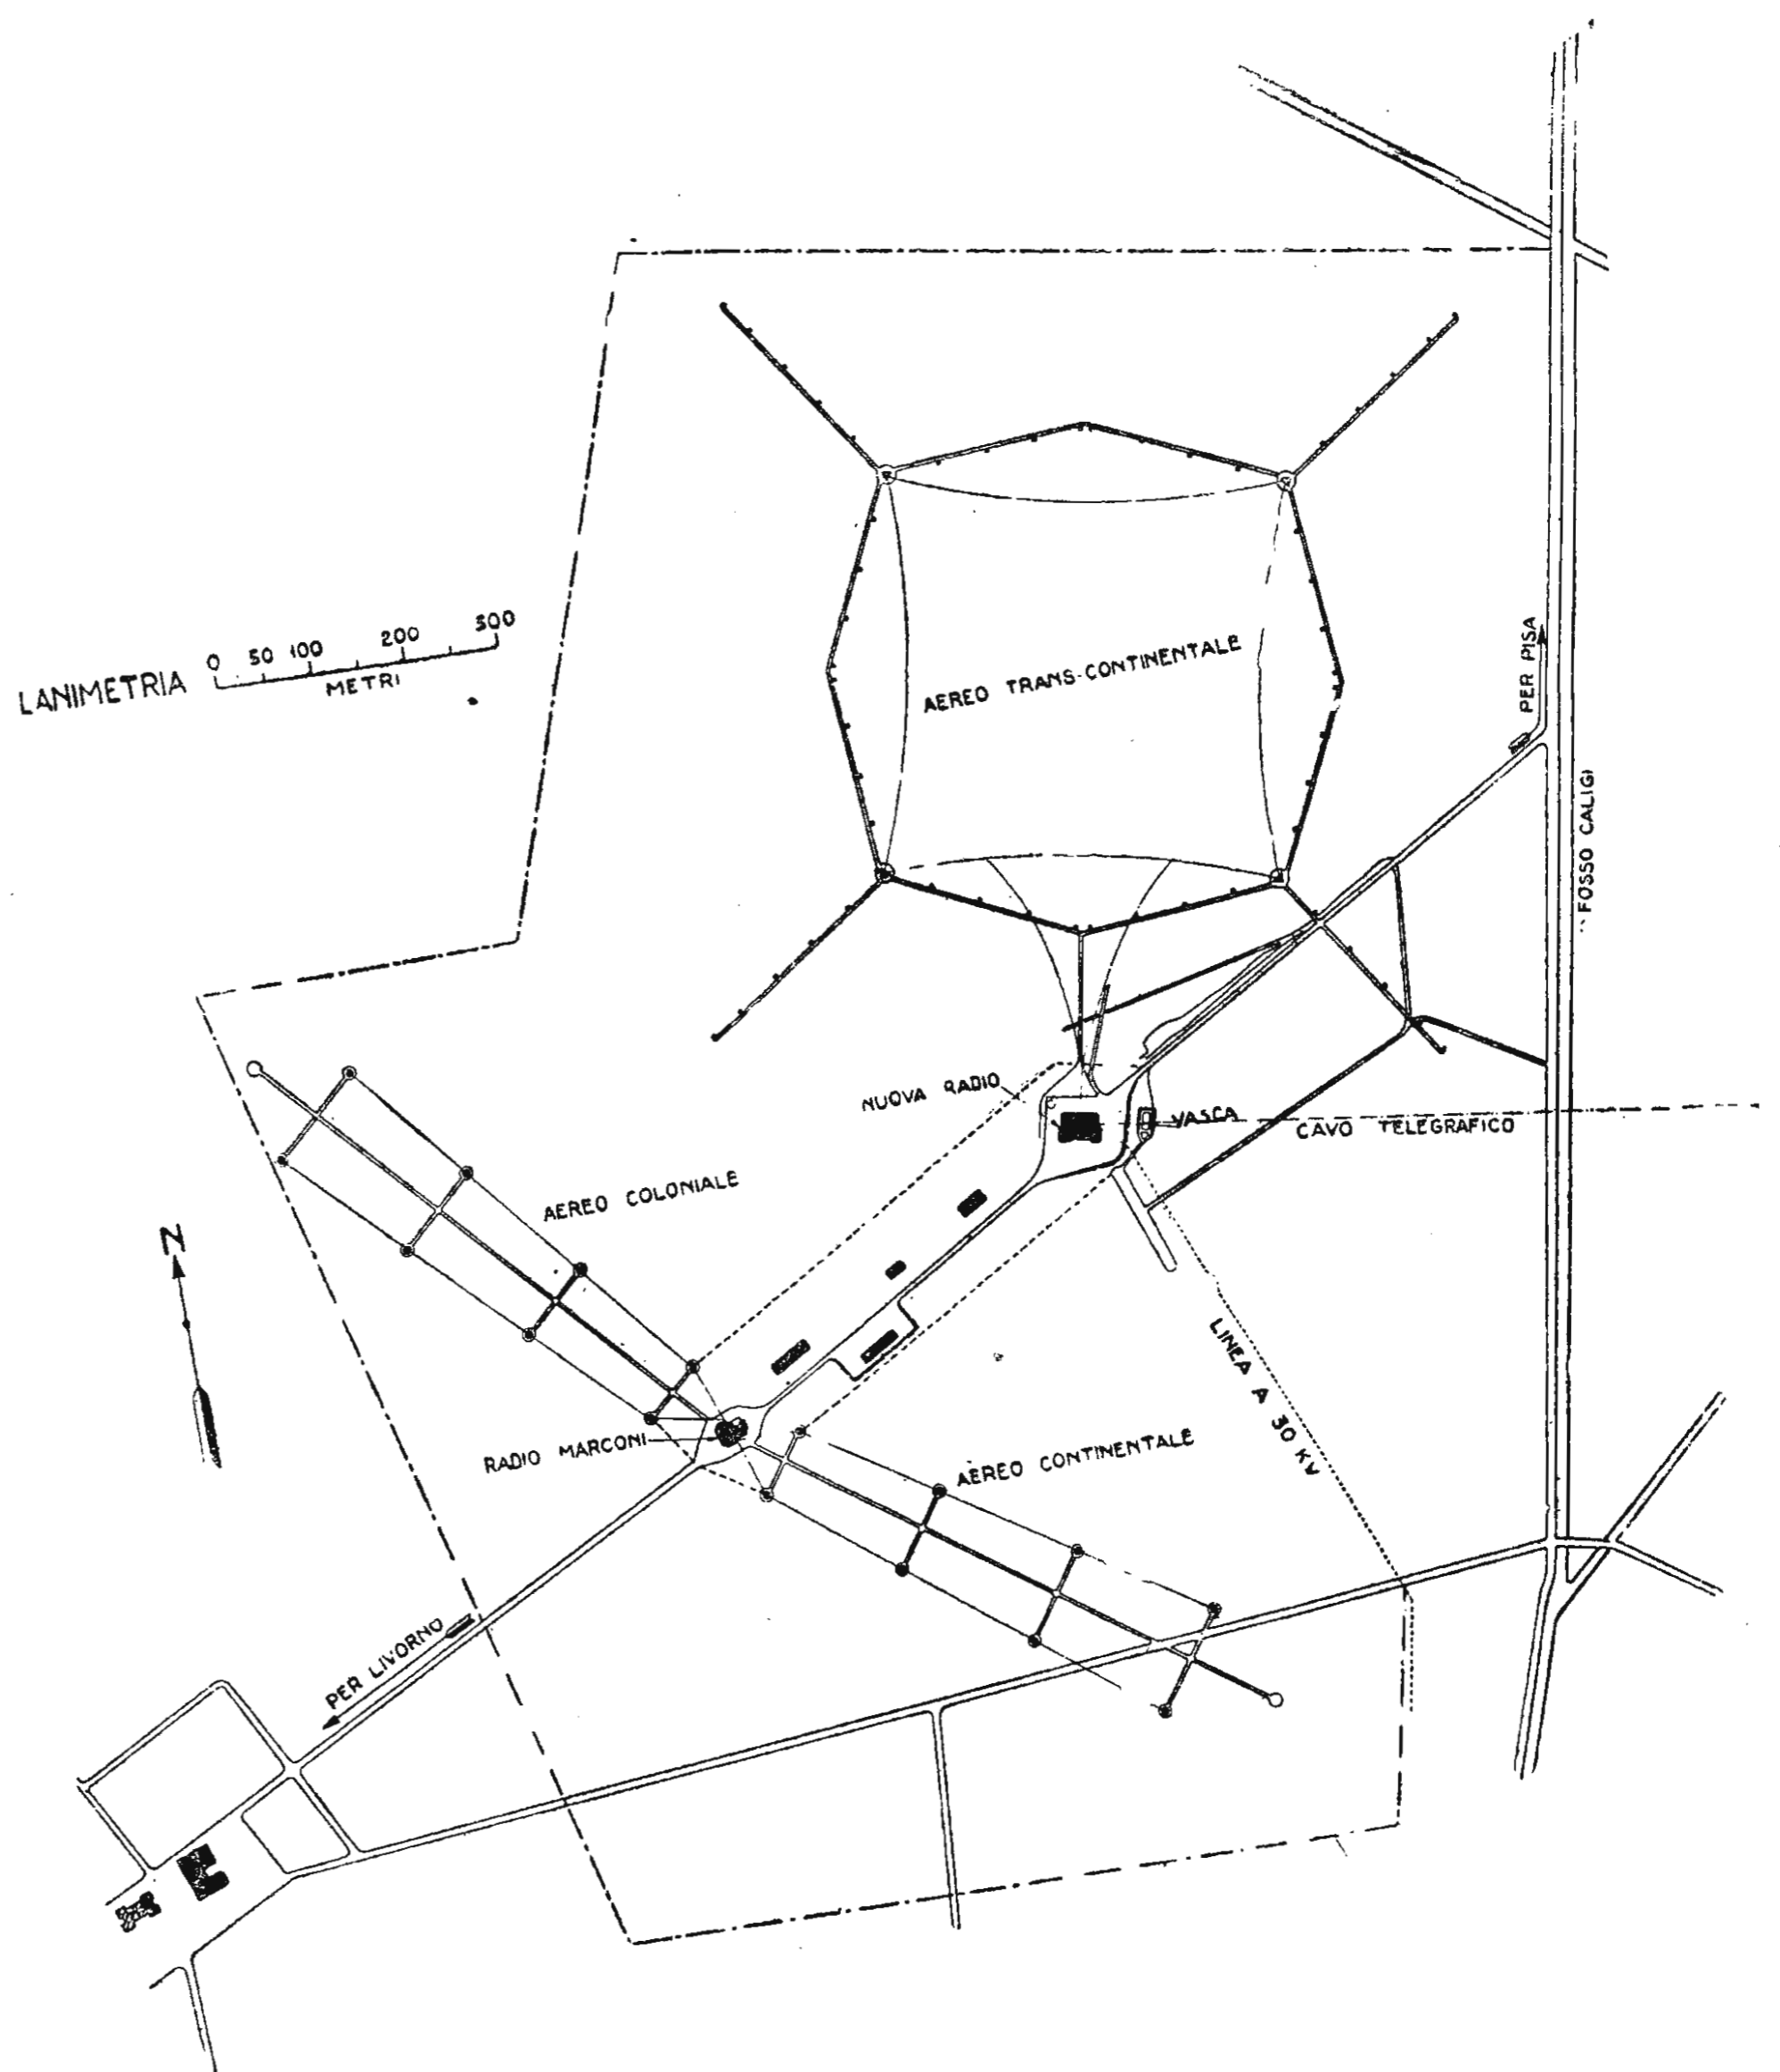 LANIMETRIA
0 50 100 200 300
METRI
AEREO TRANS-CONTINENTALE
PER PISA
FOSSO CALIGI
NUOVA RADIO
VASCA
CAVO TELEGRAFICO
AEREO COLONIALE
N
LINEA A 30 KV
RADIO MARCONI
AEREO CONTINENTALE
PER LIVORNO